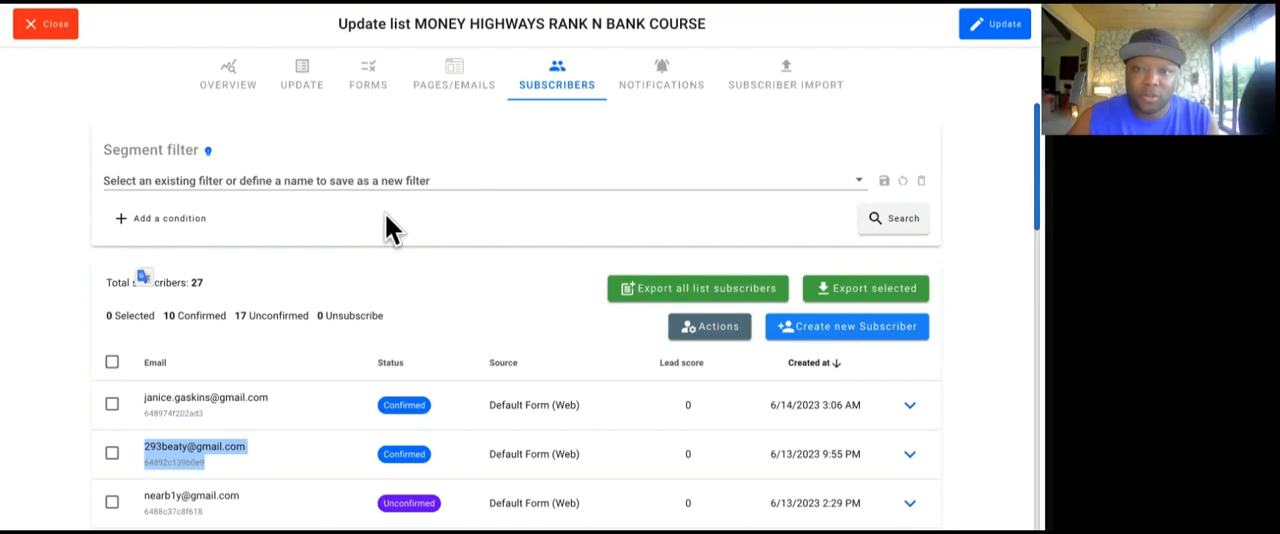 Close
Update list MONEY HIGHWAYS RANK N BANK COURSE
Update
OVERVIEW
UPDATE
FORMS
PAGES/EMAILS
SUBSCRIBERS
NOTIFICATIONS
SUBSCRIBER IMPORT
Segment filter
Select an existing filter or define a name to save as a new filter
Add a condition
Search
Total cribers: 27
Export all list subscribers
Export selected
0 Selected 10 Confirmed 17 Unconfirmed 0 Unsubscribe
Actions
Create new Subscriber
Email Status Source Lead score Created at
janice.gaskins@gmail.com Confirmed Default Form (Web) 0 6/14/2023 3:06 AM
648974f202ad3
293beaty@gmail.com Confirmed Default Form (Web) 0 6/13/2023 9:55 PM
64892c139b0e9
nearb1y@gmail.com Unconfirmed Default Form (Web) 0 6/13/2023 2:29 PM
6488c37c8f618